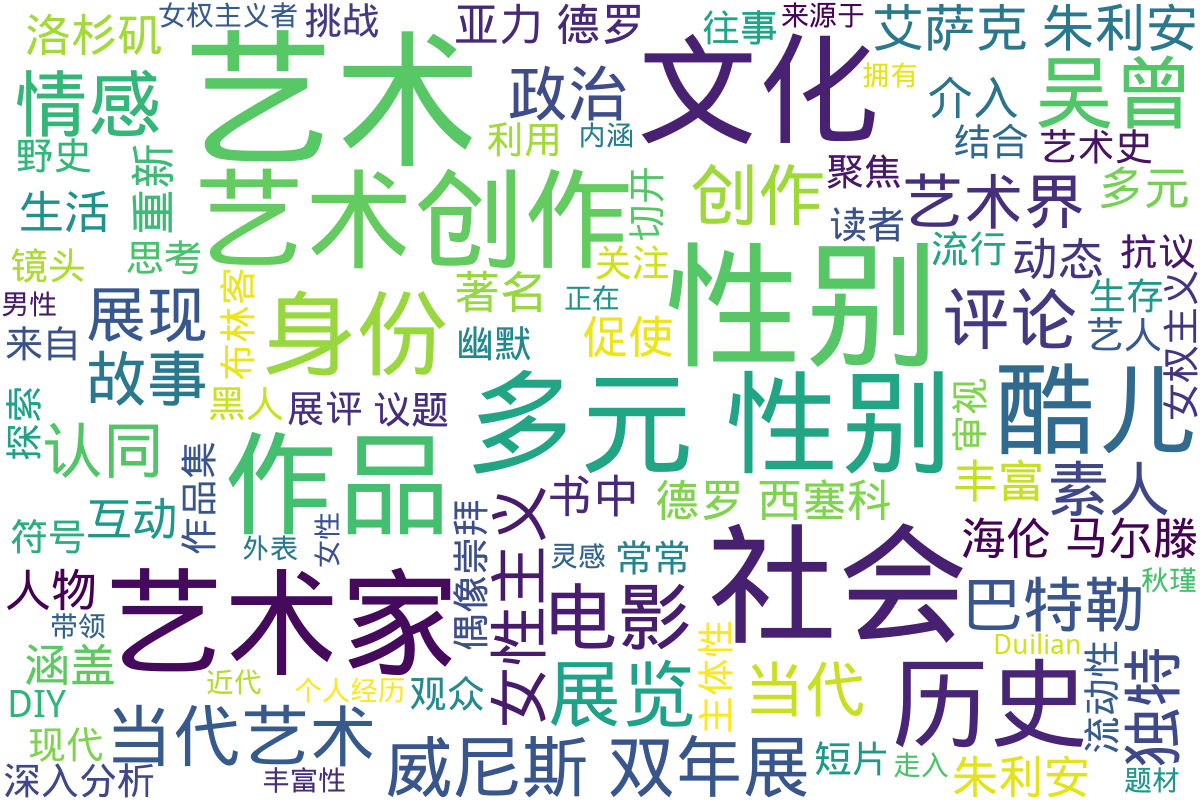 洛杉矶
女权主义者
挑战
亚力 德罗
往事
来源于
艾萨克 朱利安
情感
艺术
政治
文化
拥有
介入
吴曾
野史
重新
利用
内涵
结合
艺术史
生活
艺术创作
切开
创作
聚焦
艺术界
多元
读者
镜头
思考
关注
流行
动态
抗议
男性
展现
布林客
身份
著名
正在
性别
评论
生存
女权主义
来自
故事
幽默
促使
艺人
探索
黑人
展评 议题
多元 性别
审视
酷儿
认同
作品集
作品
书中
德罗 西塞科
丰富
素人
符号
互动
外表
女性
偶像崇拜
女性主义
灵感
常常
社会
海伦 马尔滕
人物
艺术家
电影
巴特勒
秋瑾
带领
涵盖
近代
个人经历
观众
展览
主体性
当代
历史
Duilian
流动性
独特
DIY
现代
当代艺术
威尼斯 双年展
短片
走入
朱利安
深入分析
丰富性
题材